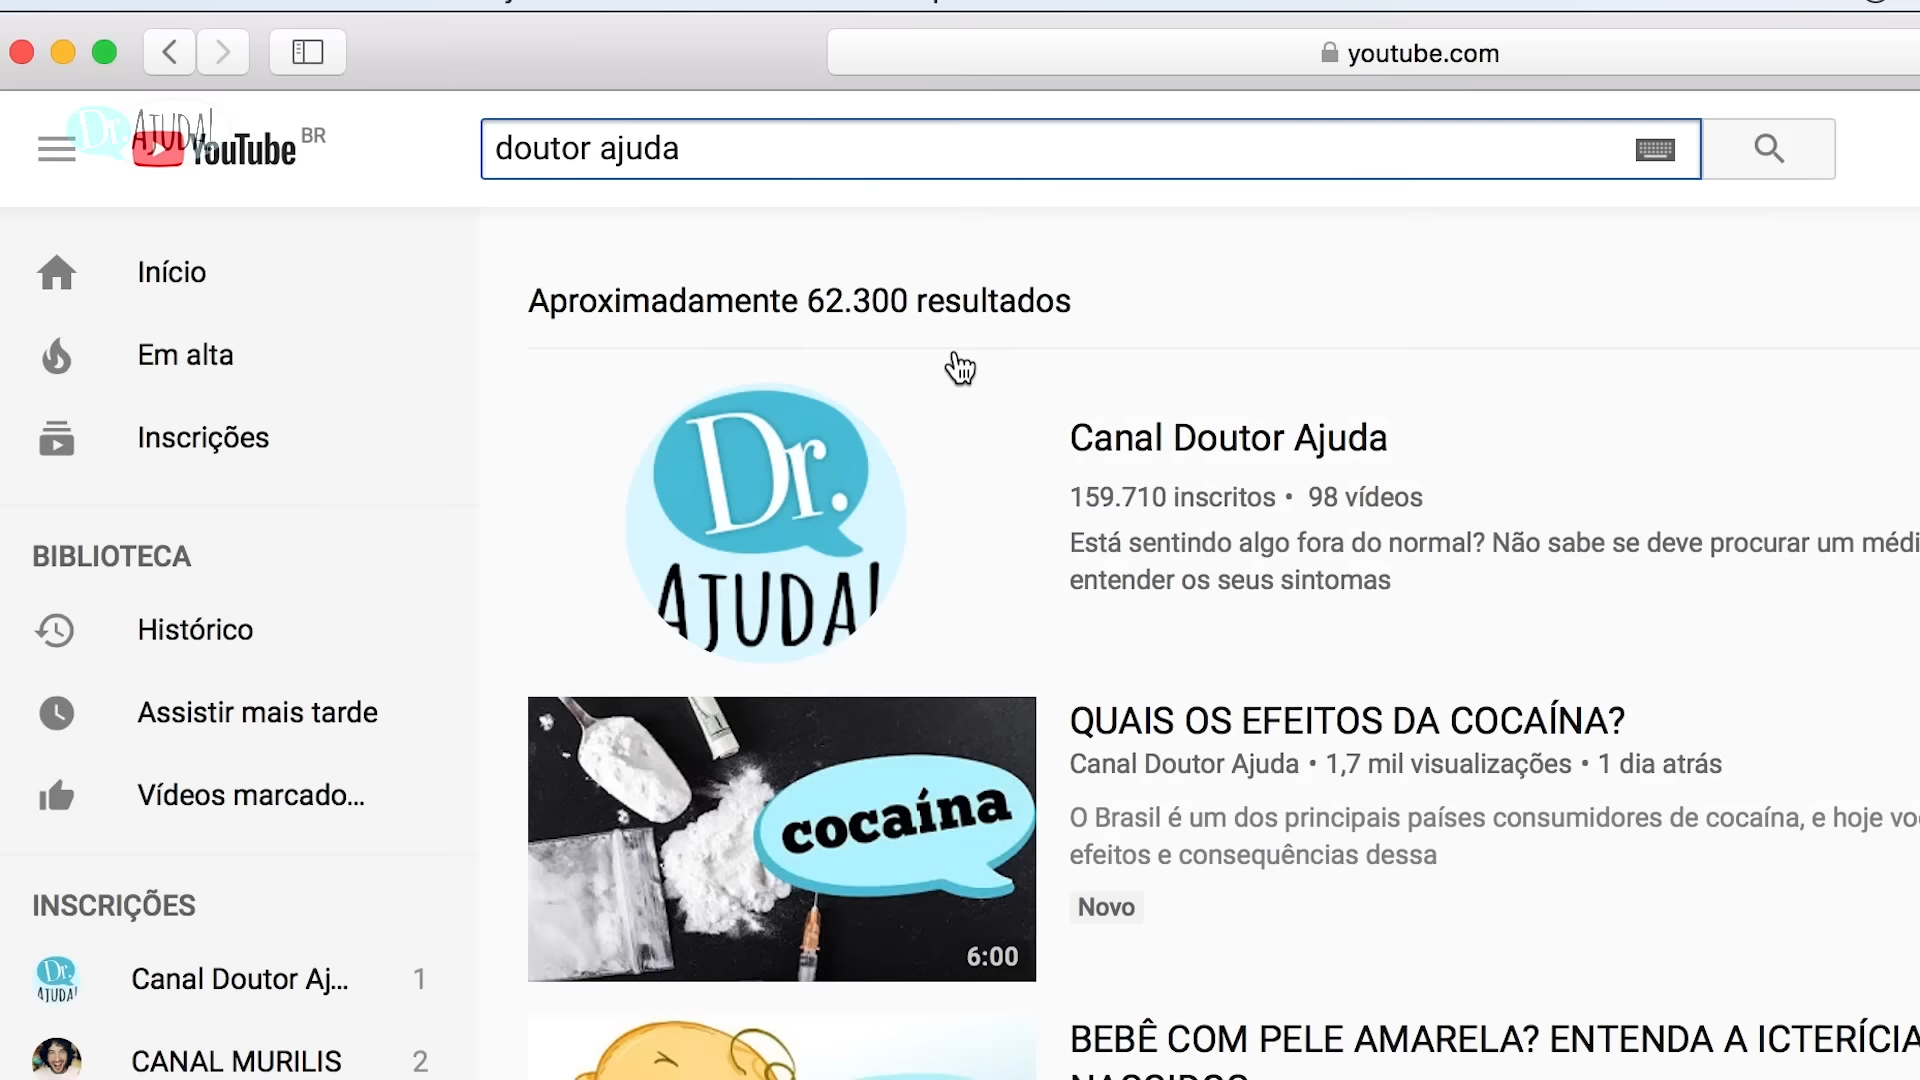 youtube.com
Dr. AJUDA!
YouTube BR
doutor ajuda
Início
Em alta
Inscrições
BIBLIOTECA
Histórico
Assistir mais tarde
Vídeos marcado...
INSCRIÇÕES
Dr.
AJUDA!
Canal Doutor Aj... 1
CANAL MURILIS 2
Aproximadamente 62.300 resultados
Dr.
AJUDA!
Canal Doutor Ajuda
159.710 inscritos • 98 vídeos
Está sentindo algo fora do normal? Não sabe se deve procurar um médi
entender os seus sintomas
cocaína
6:00
QUAIS OS EFEITOS DA COCAÍNA?
Canal Doutor Ajuda • 1,7 mil visualizações • 1 dia atrás
O Brasil é um dos principais países consumidores de cocaína, e hoje vo
efeitos e consequências dessa
Novo
BEBÊ COM PELE AMARELA? ENTENDA A ICTERÍCIA